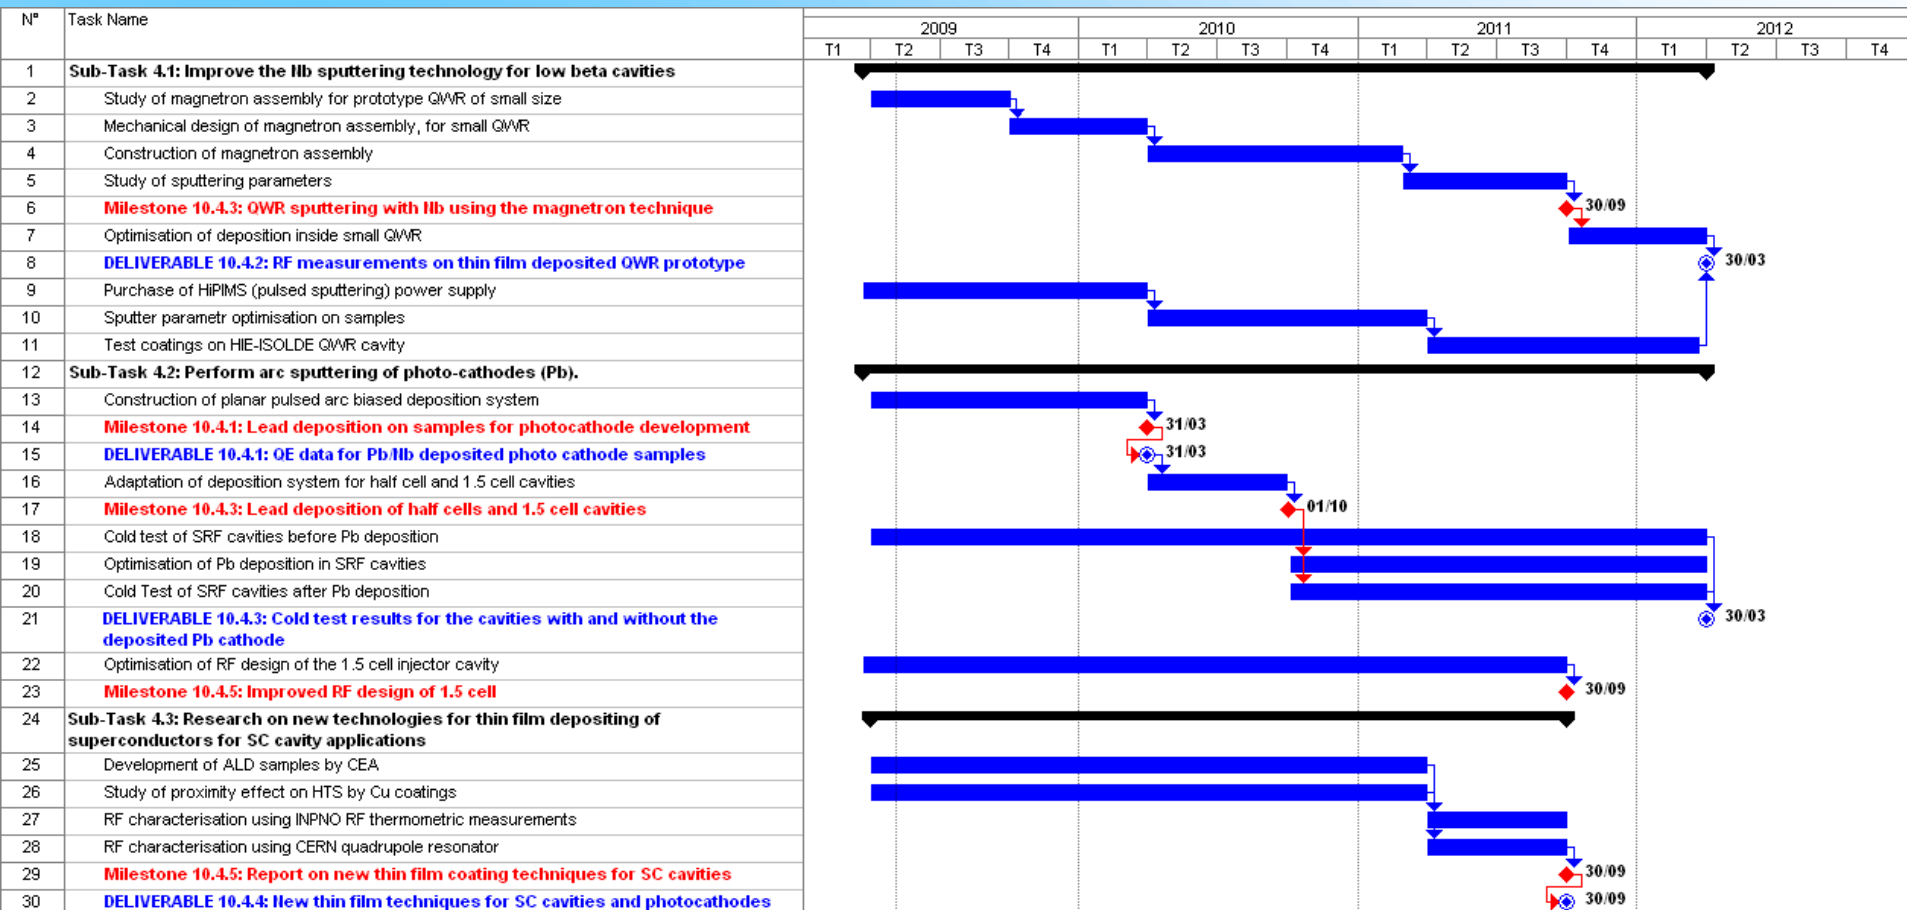 N° Task Name
2009 2010 2011 2012
T1 T2 T3 T4 T1 T2 T3 T4 T1 T2 T3 T4 T1 T2 T3 T4
1 Sub-Task 4.1: Improve the Nb sputtering technology for low beta cavities
2 Study of magnetron assembly for prototype QWR of small size
3 Mechanical design of magnetron assembly, for small QWR
4 Construction of magnetron assembly
5 Study of sputtering parameters
6 Milestone 10.4.3: QWR sputtering with Nb using the magnetron technique 30/09
7 Optimisation of deposition inside small QWR
8 DELIVERABLE 10.4.2: RF measurements on thin film deposited QWR prototype 30/03
9 Purchase of HiPIMS (pulsed sputtering) power supply
10 Sputter parametr optimisation on samples
11 Test coatings on HIE-ISOLDE QWR cavity
12 Sub-Task 4.2: Perform arc sputtering of photo-cathodes (Pb).
13 Construction of planar pulsed arc biased deposition system
14 Milestone 10.4.1: Lead deposition on samples for photocathode development 31/03
15 DELIVERABLE 10.4.1: QE data for Pb/Nb deposited photo cathode samples 31/03
16 Adaptation of deposition system for half cell and 1.5 cell cavities
17 Milestone 10.4.3: Lead deposition of half cells and 1.5 cell cavities 01/10
18 Cold test of SRF cavities before Pb deposition
19 Optimisation of Pb deposition in SRF cavities
20 Cold Test of SRF cavities after Pb deposition
21 DELIVERABLE 10.4.3: Cold test results for the cavities with and without the 30/03
deposited Pb cathode
22 Optimisation of RF design of the 1.5 cell injector cavity
23 Milestone 10.4.5: Improved RF design of 1.5 cell 30/09
24 Sub-Task 4.3: Research on new technologies for thin film depositing of
superconductors for SC cavity applications
25 Development of ALD samples by CEA
26 Study of proximity effect on HTS by Cu coatings
27 RF characterisation using INPNO RF thermometric measurements
28 RF characterisation using CERN quadrupole resonator
29 Milestone 10.4.5: Report on new thin film coating techniques for SC cavities 30/09
30 DELIVERABLE 10.4.4: New thin film techniques for SC cavities and photocathodes 30/09